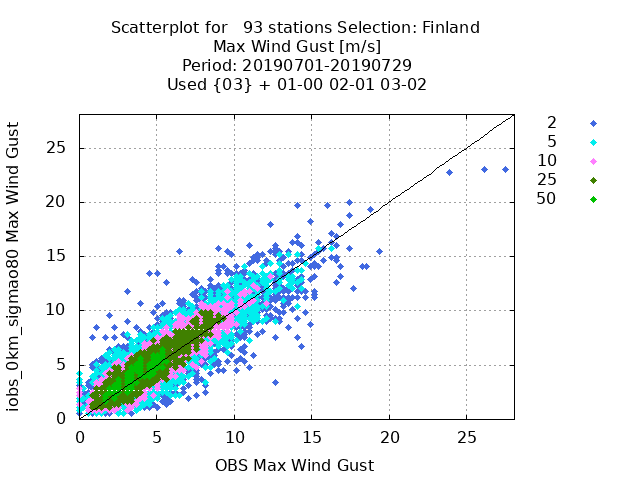 Scatterplot for   93 stations Selection: Finland
Max Wind Gust [m/s]
Period: 20190701-20190729
Used {03} + 01-00 02-01 03-02
iobs_0km_sigmao80 Max Wind Gust
25
20
15
10
5
0
0 5 10 15 20 25
OBS Max Wind Gust
2
5
10
25
50